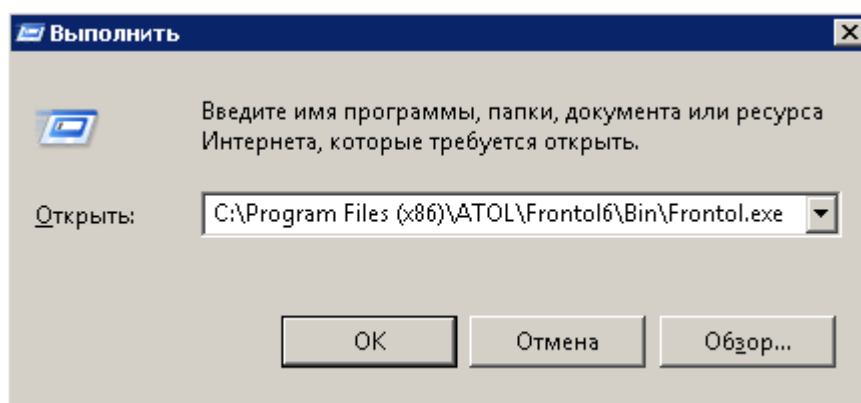 Выполнить
Введите имя программы, папки, документа или ресурса
Интернета, которые требуется открыть.
Открыть: C:\Program Files (x86)\ATOL\Frontol6\Bin\Frontol.exe
OK Отмена Обзор...